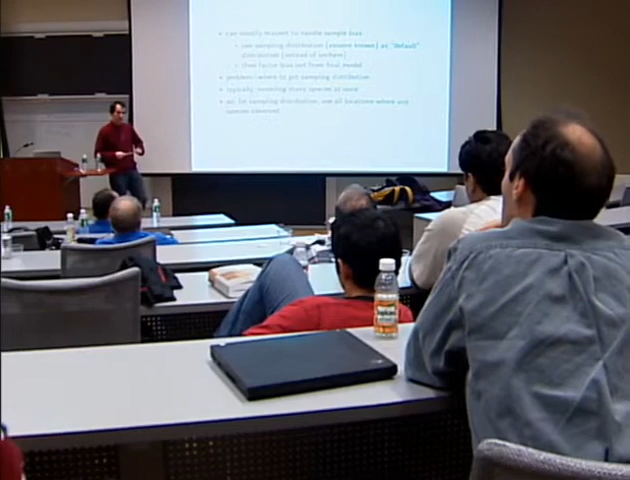 • can modify maxent to handle sample bias
• use sampling distribution (assume known) as "default"
distribution (instead of uniform)
• then factor bias out from final model
• problem: where to get sampling distribution
• typically, modeling many species at once
• so, for sampling distribution, use all locations where any
species observed